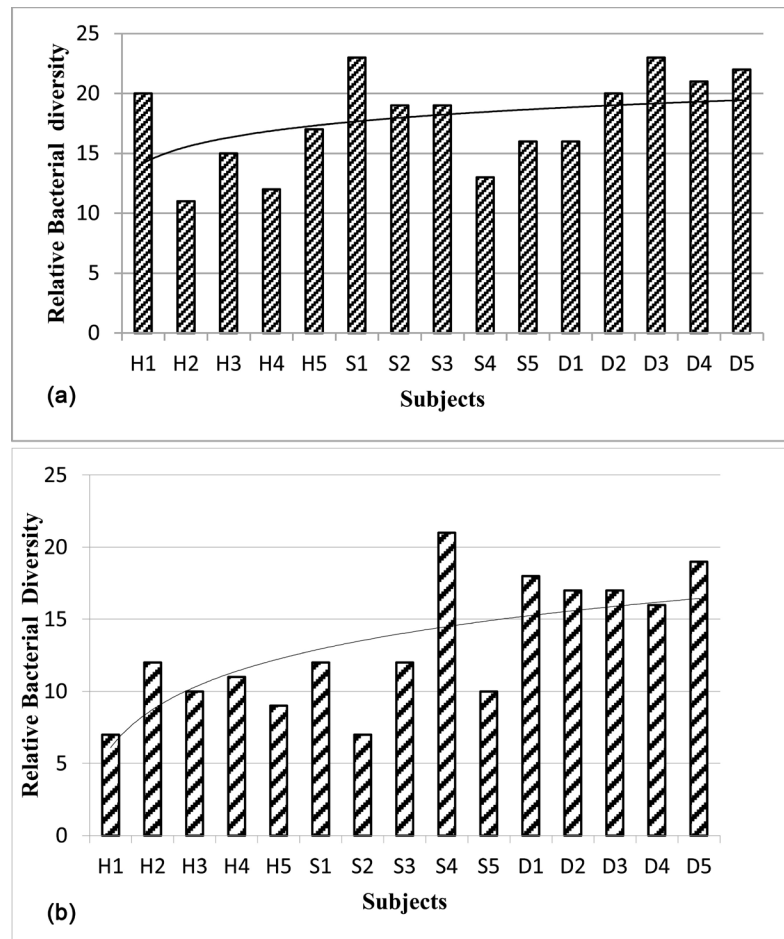 25
20
15
10
5
0
Relative Bacterial diversity
H1 H2 H3 H4 H5 S1 S2 S3 S4 S5 D1 D2 D3 D4 D5
(a)
Subjects
25
20
15
10
5
0
Relative Bacterial Diversity
H1 H2 H3 H4 H5 S1 S2 S3 S4 S5 D1 D2 D3 D4 D5
(b)
Subjects